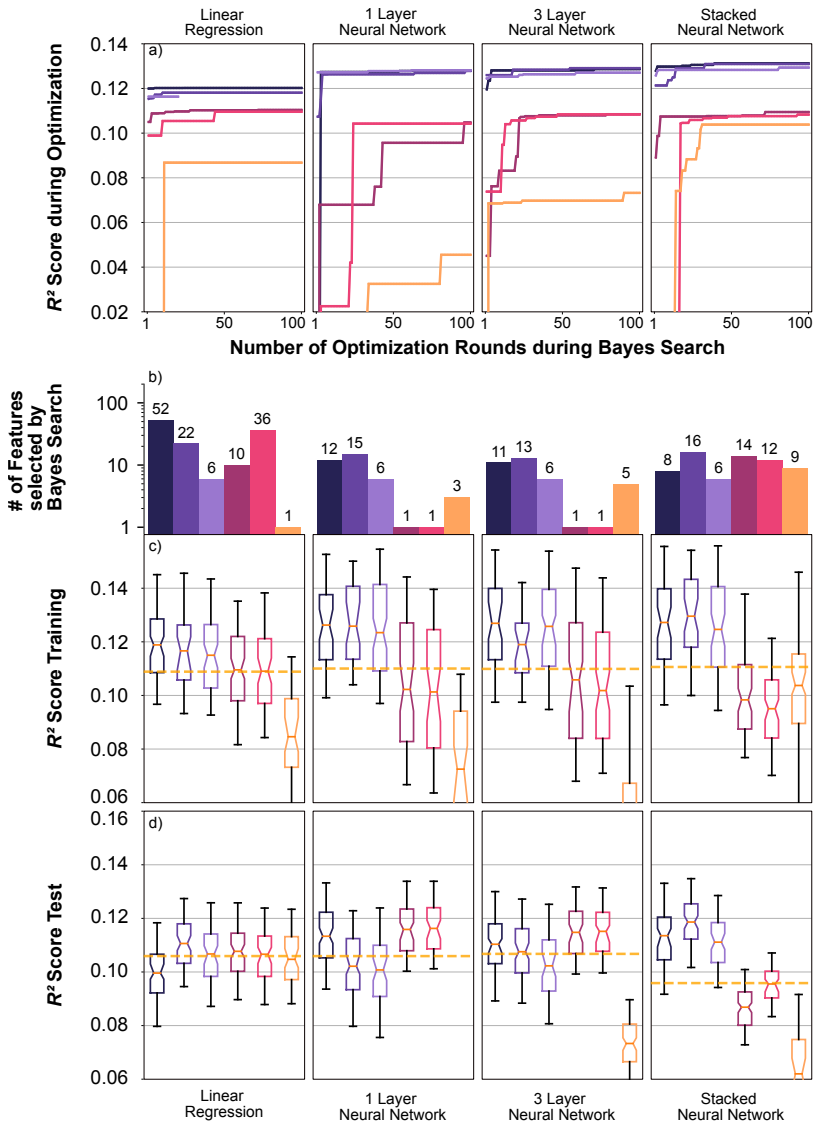 Linear Regression
1 Layer Neural Network
3 Layer Neural Network
Stacked Neural Network
a)
R² Score during Optimization
0.14
0.12
0.10
0.08
0.06
0.04
0.02
1 50 100
1 50 100
1 50 100
1 50 100
Number of Optimization Rounds during Bayes Search
b)
# of Features
selected by
Bayes Search
100
10
1
52 22 6 10 36 1
12 15 6 1 1 3
11 13 6 1 1 5
8 16 6 14 12 9
c)
R² Score Training
0.14
0.12
0.10
0.08
0.06
d)
R² Score Test
0.16
0.14
0.12
0.10
0.08
0.06
Linear Regression
1 Layer Neural Network
3 Layer Neural Network
Stacked Neural Network